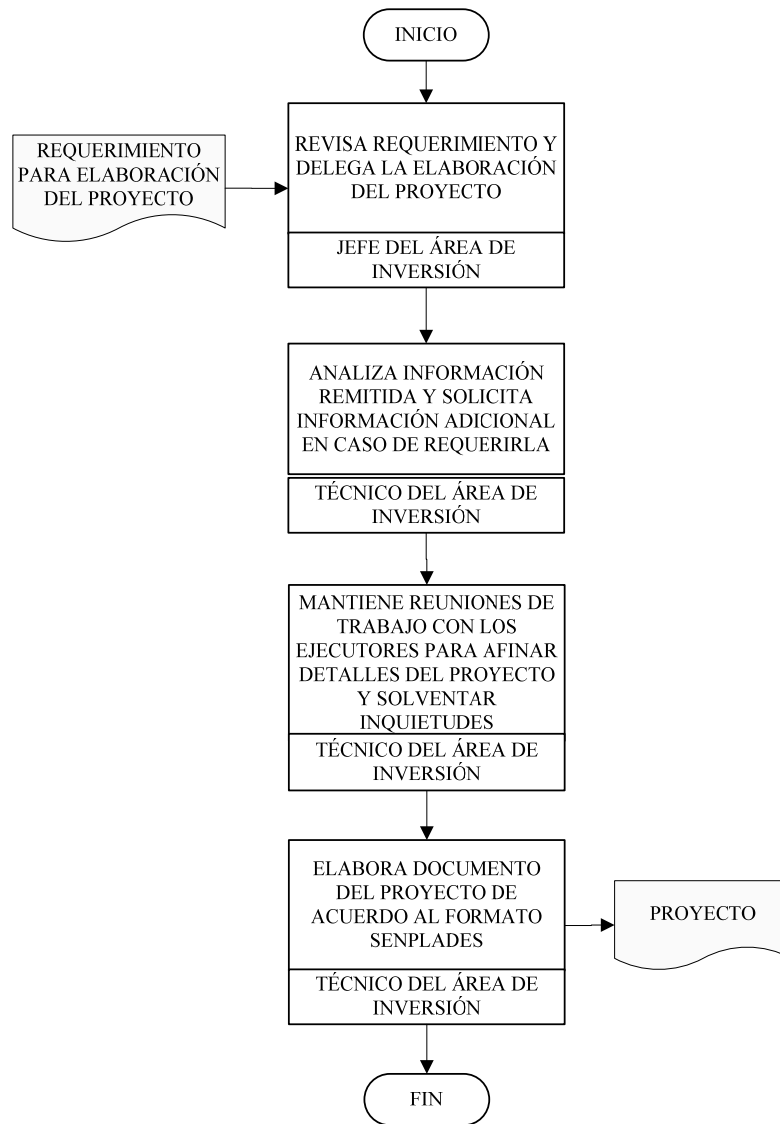 INICIO
REQUERIMIENTO
PARA ELABORACIÓN
DEL PROYECTO
REVISA REQUERIMIENTO Y
DELEGA LA ELABORACIÓN
DEL PROYECTO
JEFE DEL ÁREA DE
INVERSIÓN
ANALIZA INFORMACIÓN
REMITIDA Y SOLICITA
INFORMACIÓN ADICIONAL
EN CASO DE REQUERIRLA
TÉCNICO DEL ÁREA DE
INVERSIÓN
MANTIENE REUNIONES DE
TRABAJO CON LOS
EJECUTORES PARA AFINAR
DETALLES DEL PROYECTO
Y SOLVENTAR
INQUIETUDES
TÉCNICO DEL ÁREA DE
INVERSIÓN
ELABORA DOCUMENTO
DEL PROYECTO DE
ACUERDO AL FORMATO
SENPLADES
TÉCNICO DEL ÁREA DE
INVERSIÓN
PROYECTO
FIN